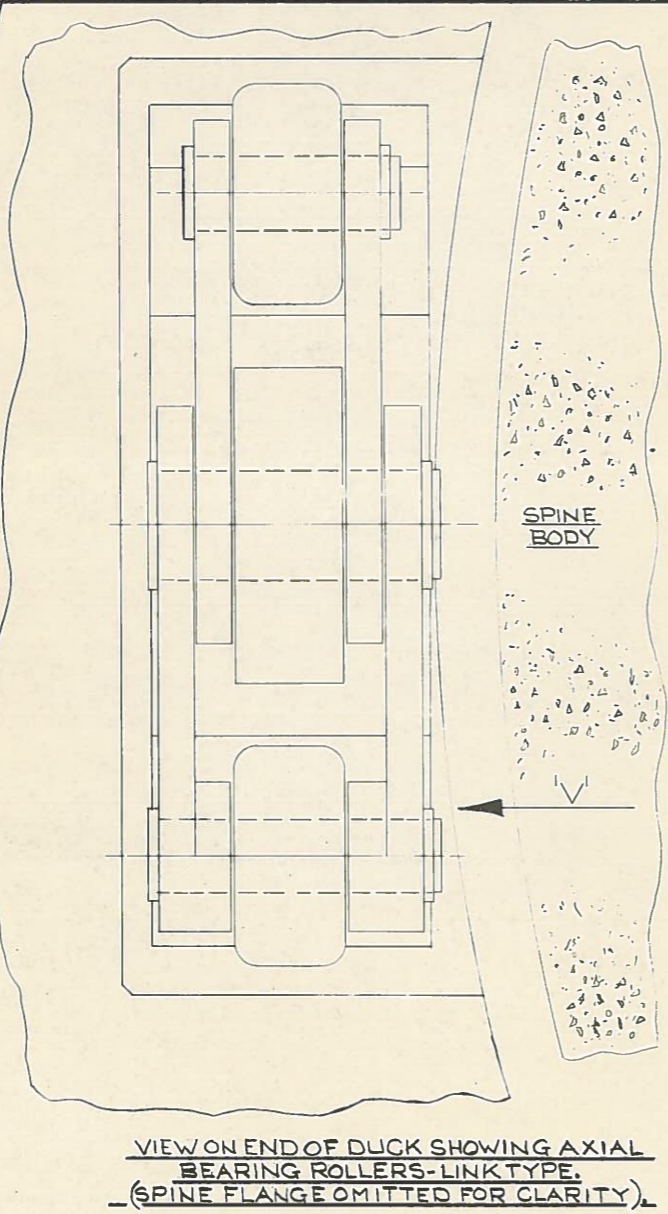 SPINE
BODY
'V'
VIEW ON END OF DUCK SHOWING AXIAL
BEARING ROLLERS-LINK TYPE.
(SPINE FLANGE OMITTED FOR CLARITY).